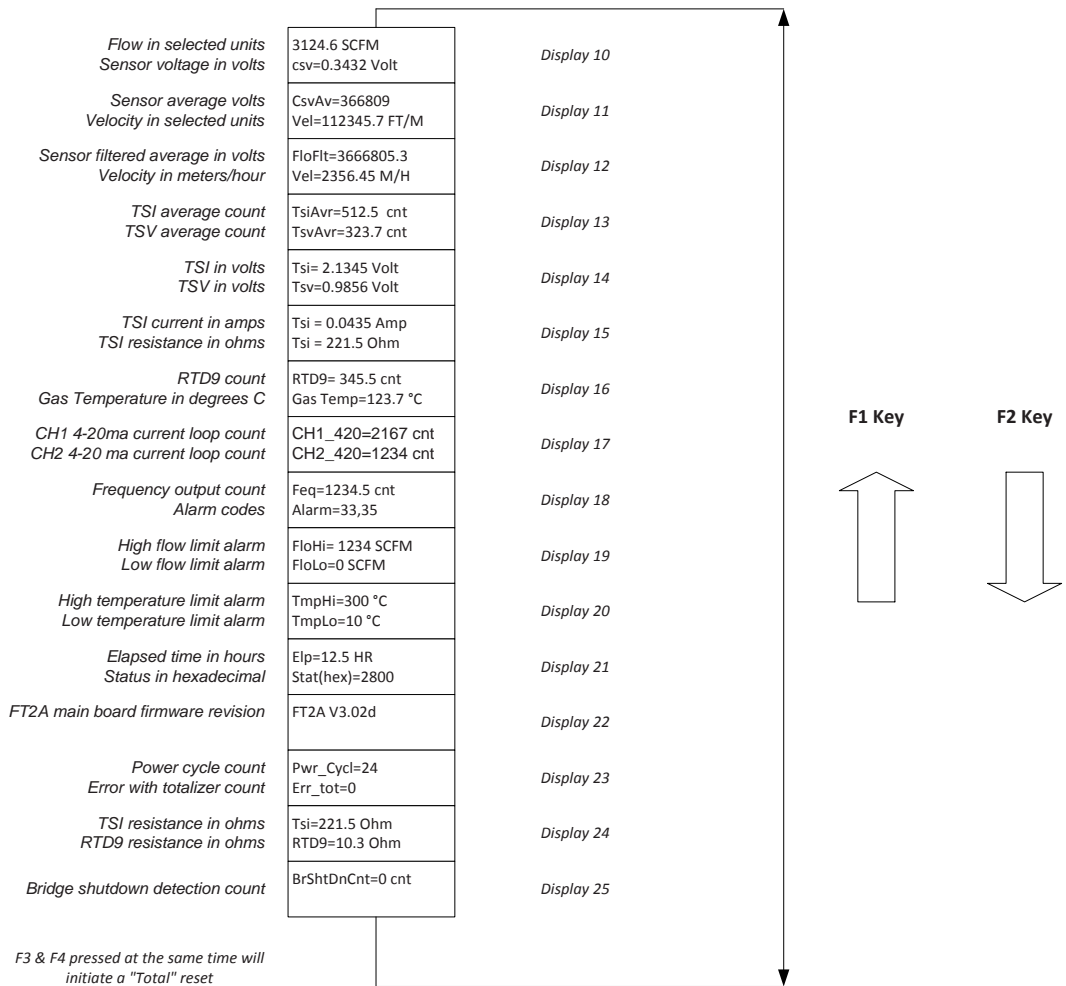 Flow in selected units
Sensor voltage in volts
3124.6 SCFM
csv=0.3432 Volt
Display 10
Sensor average volts
Velocity in selected units
CsvAv=366809
Vel=112345.7 FT/M
Display 11
Sensor filtered average in volts
Velocity in meters/hour
FloFlt=3666805.3
Vel=2356.45 M/H
Display 12
TSI average count
TSV average count
TsiAvr=512.5 cnt
TsvAvr=323.7 cnt
Display 13
TSI in volts
TSV in volts
Tsi= 2.1345 Volt
Tsv=0.9856 Volt
Display 14
TSI current in amps
TSI resistance in ohms
Tsi = 0.0435 Amp
Tsi = 221.5 Ohm
Display 15
RTD9 count
Gas Temperature in degrees C
RTD9= 345.5 cnt
Gas Temp=123.7 °C
Display 16
CH1 4-20ma current loop count
CH2 4-20 ma current loop count
CH1_420=2167 cnt
CH2_420=1234 cnt
Display 17
F1 Key
F2 Key
Frequency output count
Alarm codes
Feq=1234.5 cnt
Alarm=33,35
Display 18
High flow limit alarm
Low flow limit alarm
FloHi= 1234 SCFM
FloLo=0 SCFM
Display 19
High temperature limit alarm
Low temperature limit alarm
TmpHi=300 °C
TmpLo=10 °C
Display 20
Elapsed time in hours
Status in hexadecimal
Elp=12.5 HR
Stat(hex)=2800
Display 21
FT2A main board firmware revision
FT2A V3.02d
Display 22
Power cycle count
Error with totalizer count
Pwr_Cycl=24
Err_tot=0
Display 23
TSI resistance in ohms
RTD9 resistance in ohms
Tsi=221.5 Ohm
RTD9=10.3 Ohm
Display 24
Bridge shutdown detection count
BrShtDnCnt=0 cnt
Display 25
F3 & F4 pressed at the same time will
initiate a "Total" reset